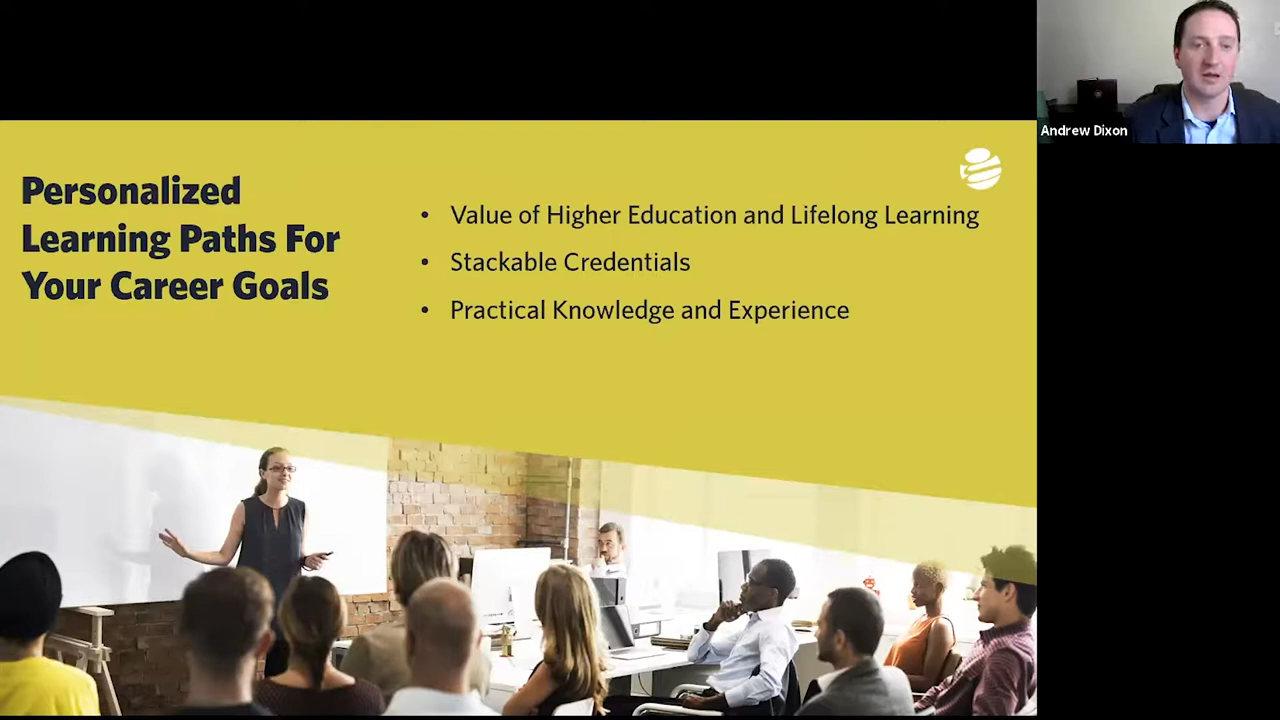 Personalized
Learning Paths For
Your Career Goals
• Value of Higher Education and Lifelong Learning
• Stackable Credentials
• Practical Knowledge and Experience
Andrew Dixon